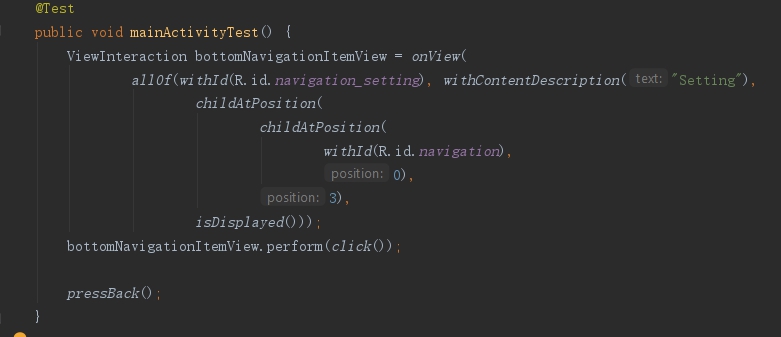 @Test
public void mainActivityTest() {
ViewInteraction bottomNavigationItemView = onView(
allOf(withId(R.id.navigation_setting), withContentDescription( text: "Setting"),
childAtPosition(
childAtPosition(
withId(R.id.navigation),
position: 0),
position: 3),
isDisplayed()));
bottomNavigationItemView.perform(click());
pressBack();
}